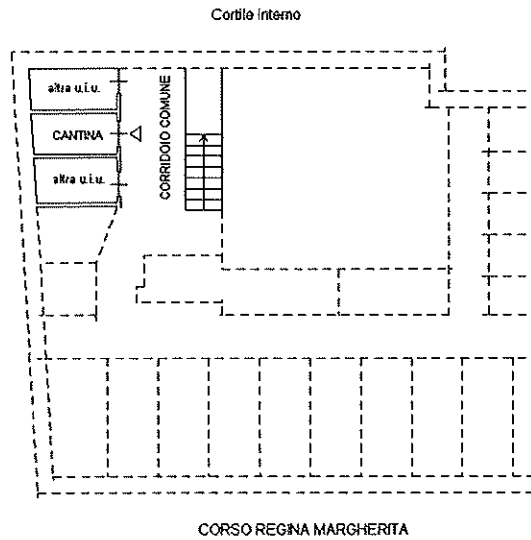 Cortile interno
altra u.i.u.
CANTINA
altra u.i.u.
CORRIDOIO COMUNE
CORSO REGINA MARGHERITA